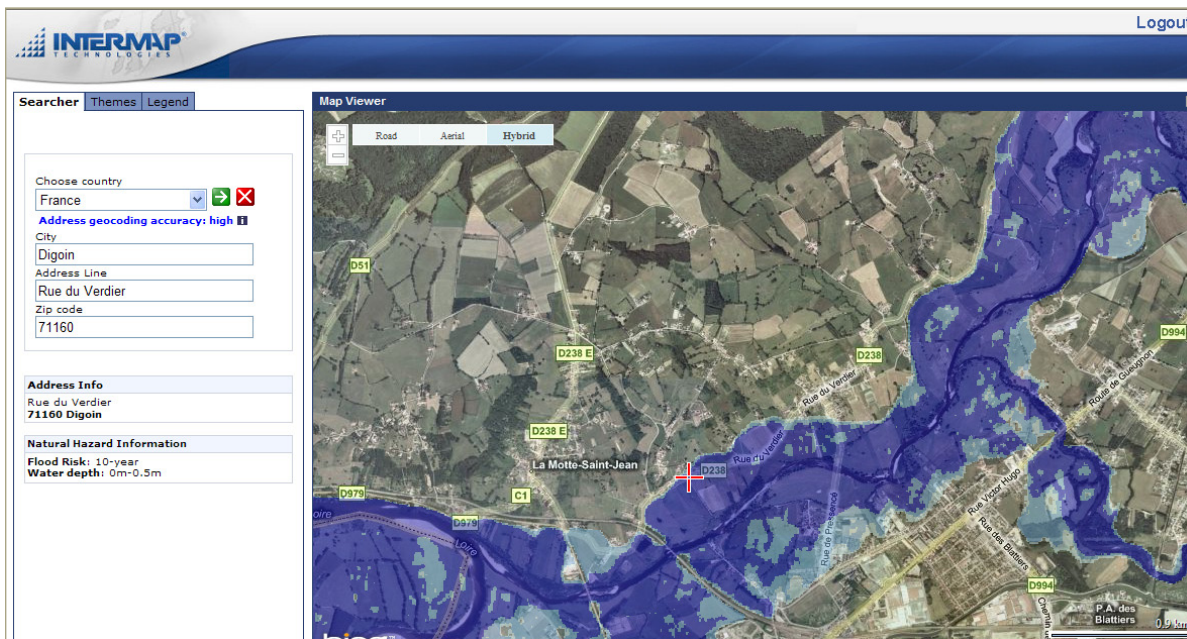 Logout
INTERMAP
TECHNOLOGIES
Searcher Themes Legend
Map Viewer
Road Aerial Hybrid
Choose country
France
Address geocoding accuracy: high
City
Digoin
Address Line
Rue du Verdier
Zip code
71160
Address Info
Rue du Verdier
71160 Digoin
Natural Hazard Information
Flood Risk: 10-year
Water depth: 0m-0.5m
D51
D994
D238 E
D238
Route de Gueugnon
Rue du Verdier
D238 E
Rue du Verdier
La Motte-Saint-Jean
D238
D979
C1
D979
Loire
Rue Victor Hugo
Rue des Blattiers
D994
P.A. des
Blattiers
0.9 km